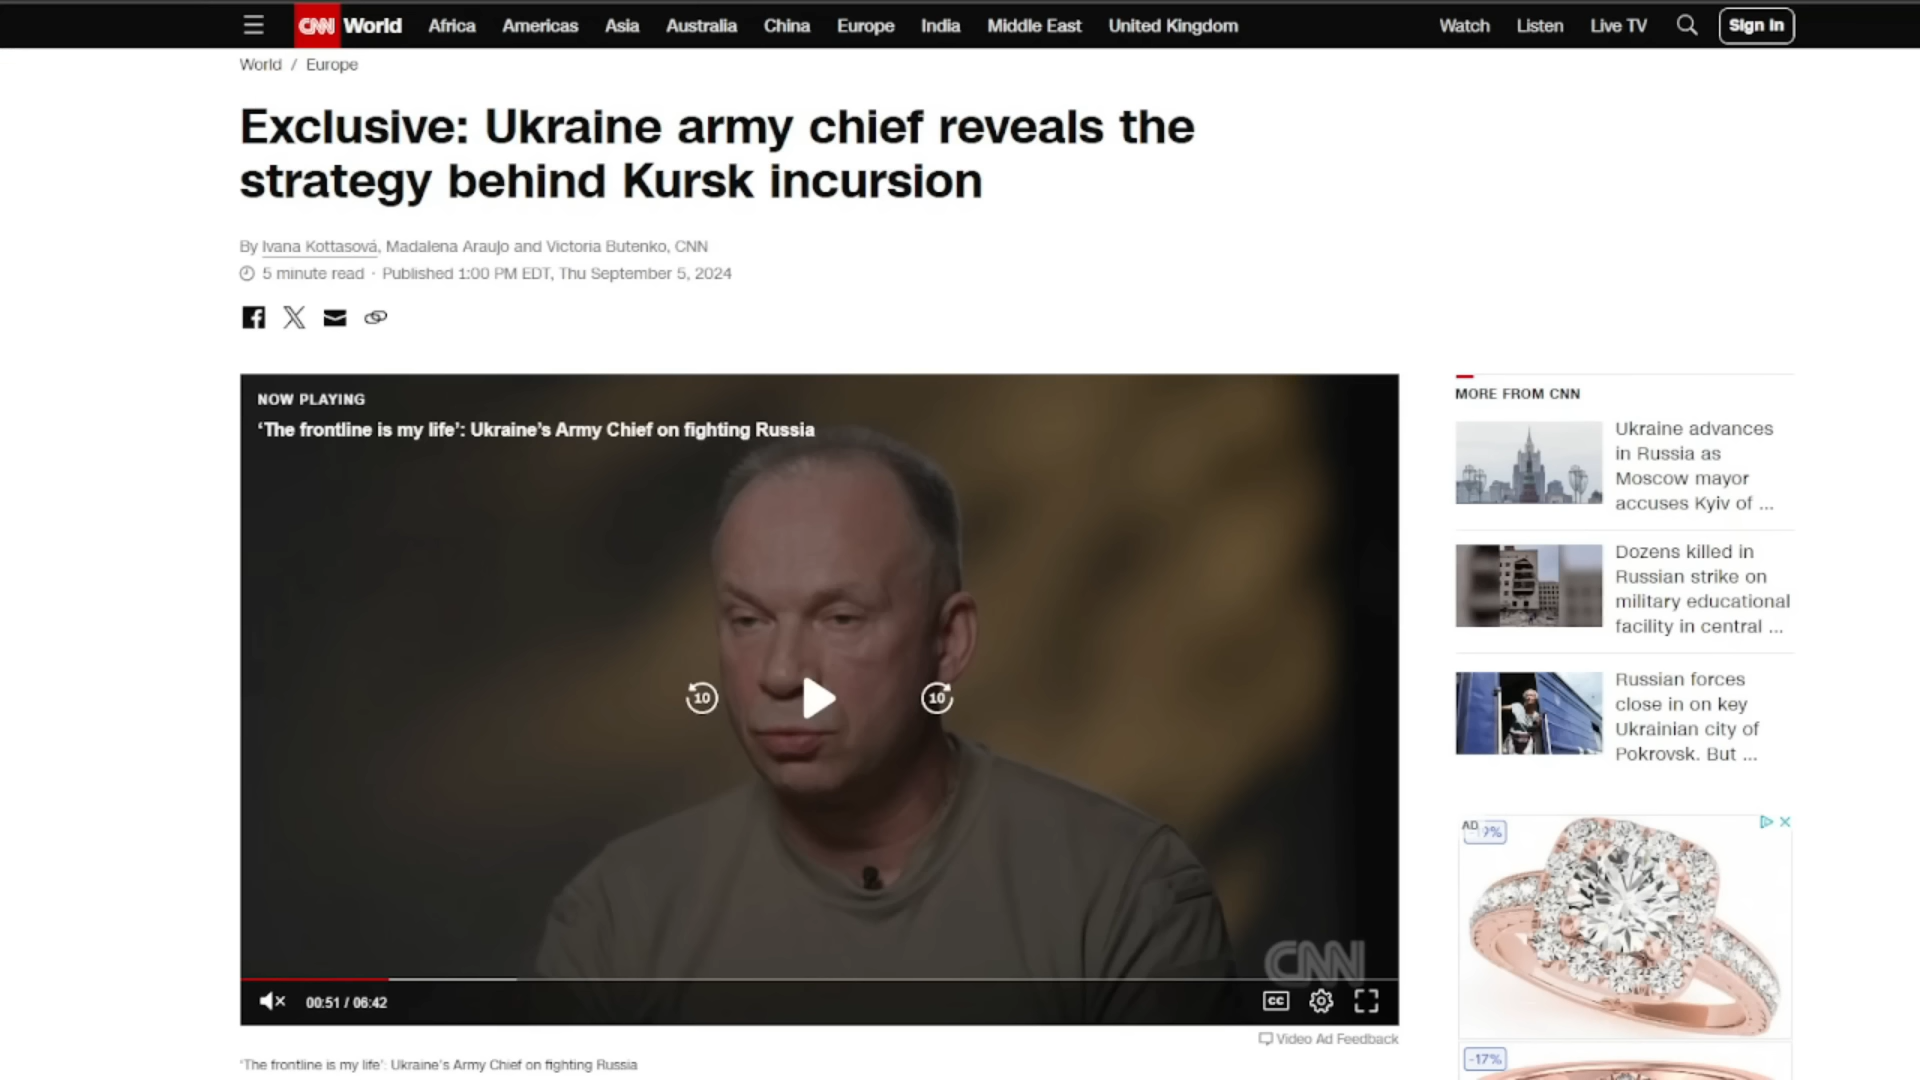 CNN World Africa Americas Asia Australia China Europe India Middle East United Kingdom Watch Listen Live TV Sign In
World / Europe
Exclusive: Ukraine army chief reveals the
strategy behind Kursk incursion
By Ivana Kottasová, Madalena Araujo and Victoria Butenko, CNN
5 minute read · Published 1:00 PM EDT, Thu September 5, 2024
NOW PLAYING
‘The frontline is my life’: Ukraine’s Army Chief on fighting Russia
10
10
CNN
00:51 / 06:42
CC
Video Ad Feedback
‘The frontline is my life’: Ukraine’s Army Chief on fighting Russia
MORE FROM CNN
Ukraine advances
in Russia as
Moscow mayor
accuses Kyiv of ...
Dozens killed in
Russian strike on
military educational
facility in central ...
Russian forces
close in on key
Ukrainian city of
Pokrovsk. But ...
AD
-17%